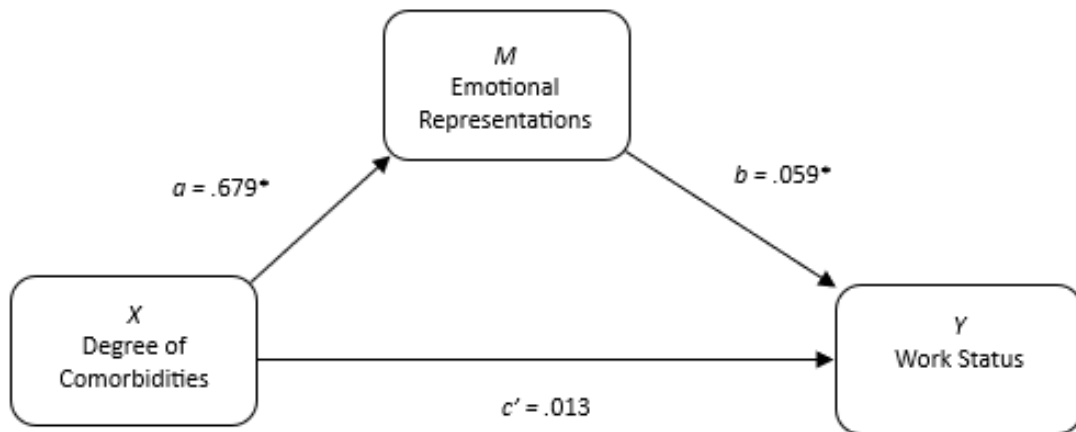 M
Emotional
Representations
a = .679*
b = .059*
X
Degree of
Comorbidities
Y
Work Status
c' = .013